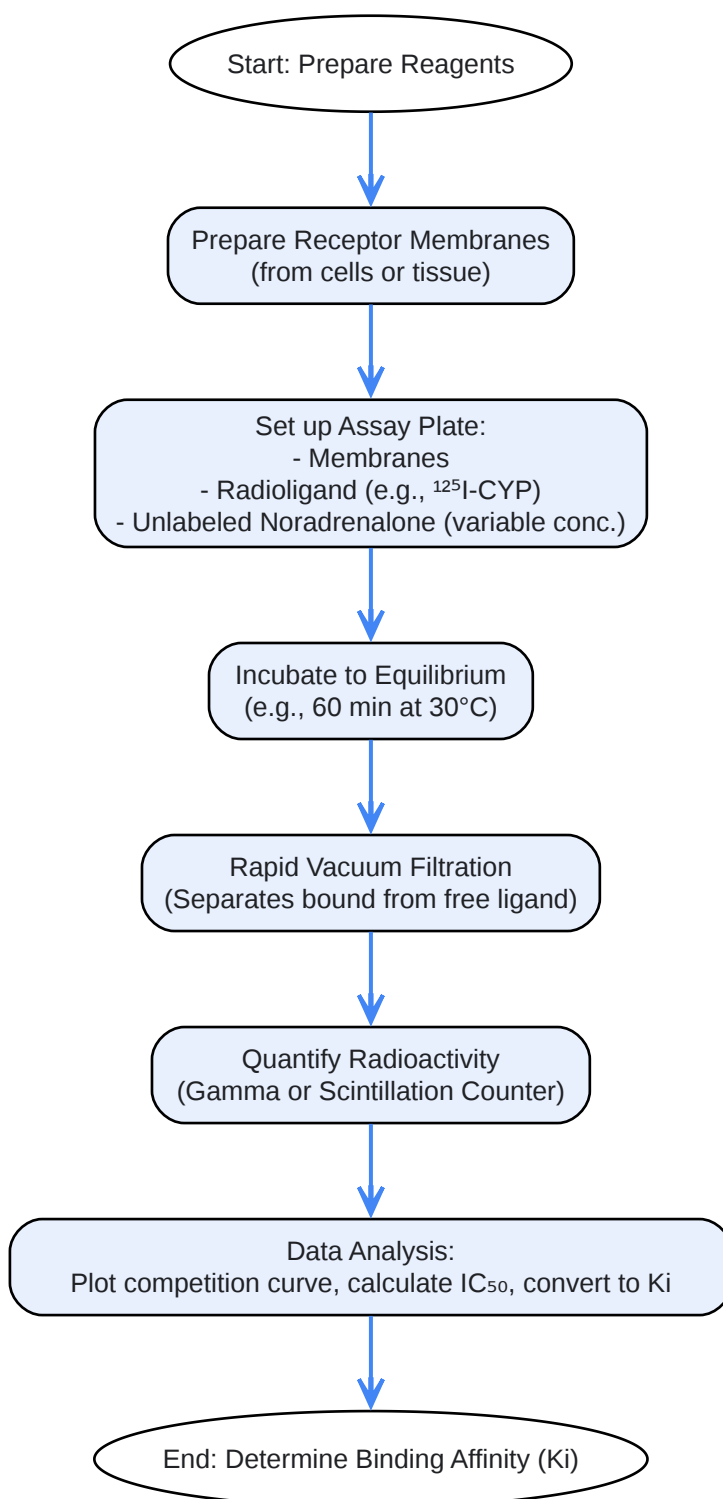 Start: Prepare Reagents
Prepare Receptor Membranes
(from cells or tissue)
Set up Assay Plate:
- Membranes
- Radioligand (e.g., ¹²⁵I-CYP)
- Unlabeled Noradrenalone (variable conc.)
Incubate to Equilibrium
(e.g., 60 min at 30°C)
Rapid Vacuum Filtration
(Separates bound from free ligand)
Quantify Radioactivity
(Gamma or Scintillation Counter)
Data Analysis:
Plot competition curve, calculate IC₅₀, convert to Ki
End: Determine Binding Affinity (Ki)